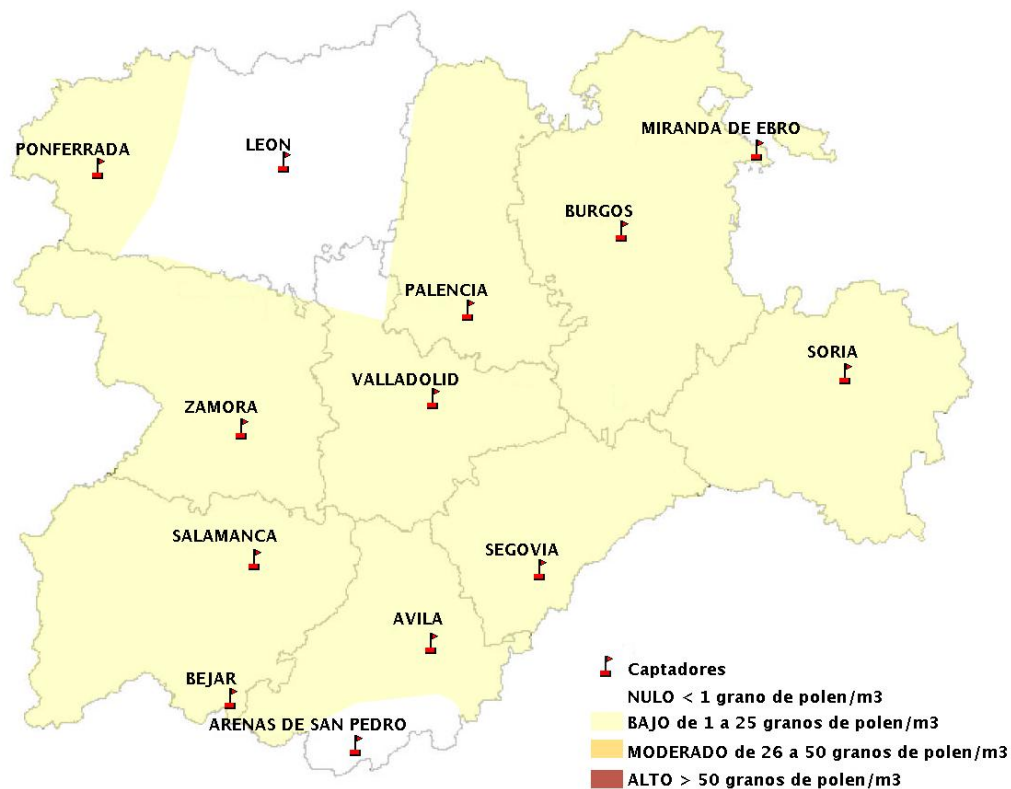 MIRANDA DE EBRO
LEON
PONFERRADA
BURGOS
PALENCIA
SORIA
VALLADOLID
ZAMORA
SALAMANCA
SEGOVIA
AVILA
BEJAR
ARENAS DE SAN PEDRO
Captadores
NULO < 1 grano de polen/m3
BAJO de 1 a 25 granos de polen/m3
MODERADO de 26 a 50 granos de polen/m3
ALTO > 50 granos de polen/m3